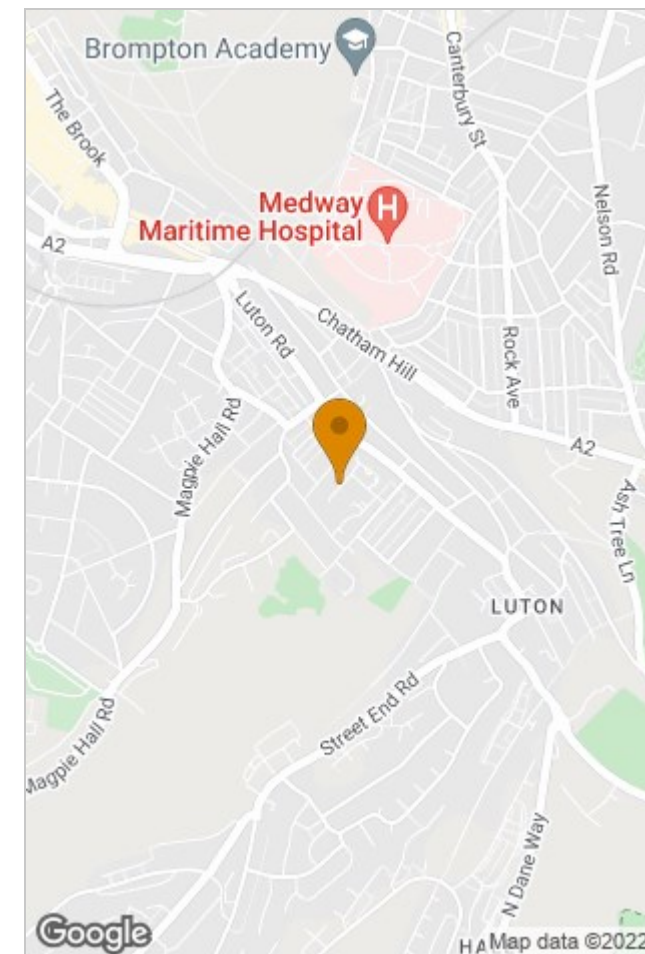 Brompton Academy
Canterbury St
The Brook
Nelson Rd
Medway
Maritime Hospital
A2
Luton Rd
Chatham Hill
Rock Ave
Magpie Hall Rd
A2
Ash Tree Ln
LUTON
Street End Rd
Magpie Hall Rd
N Dane Way
Google
HA
Map data ©2022